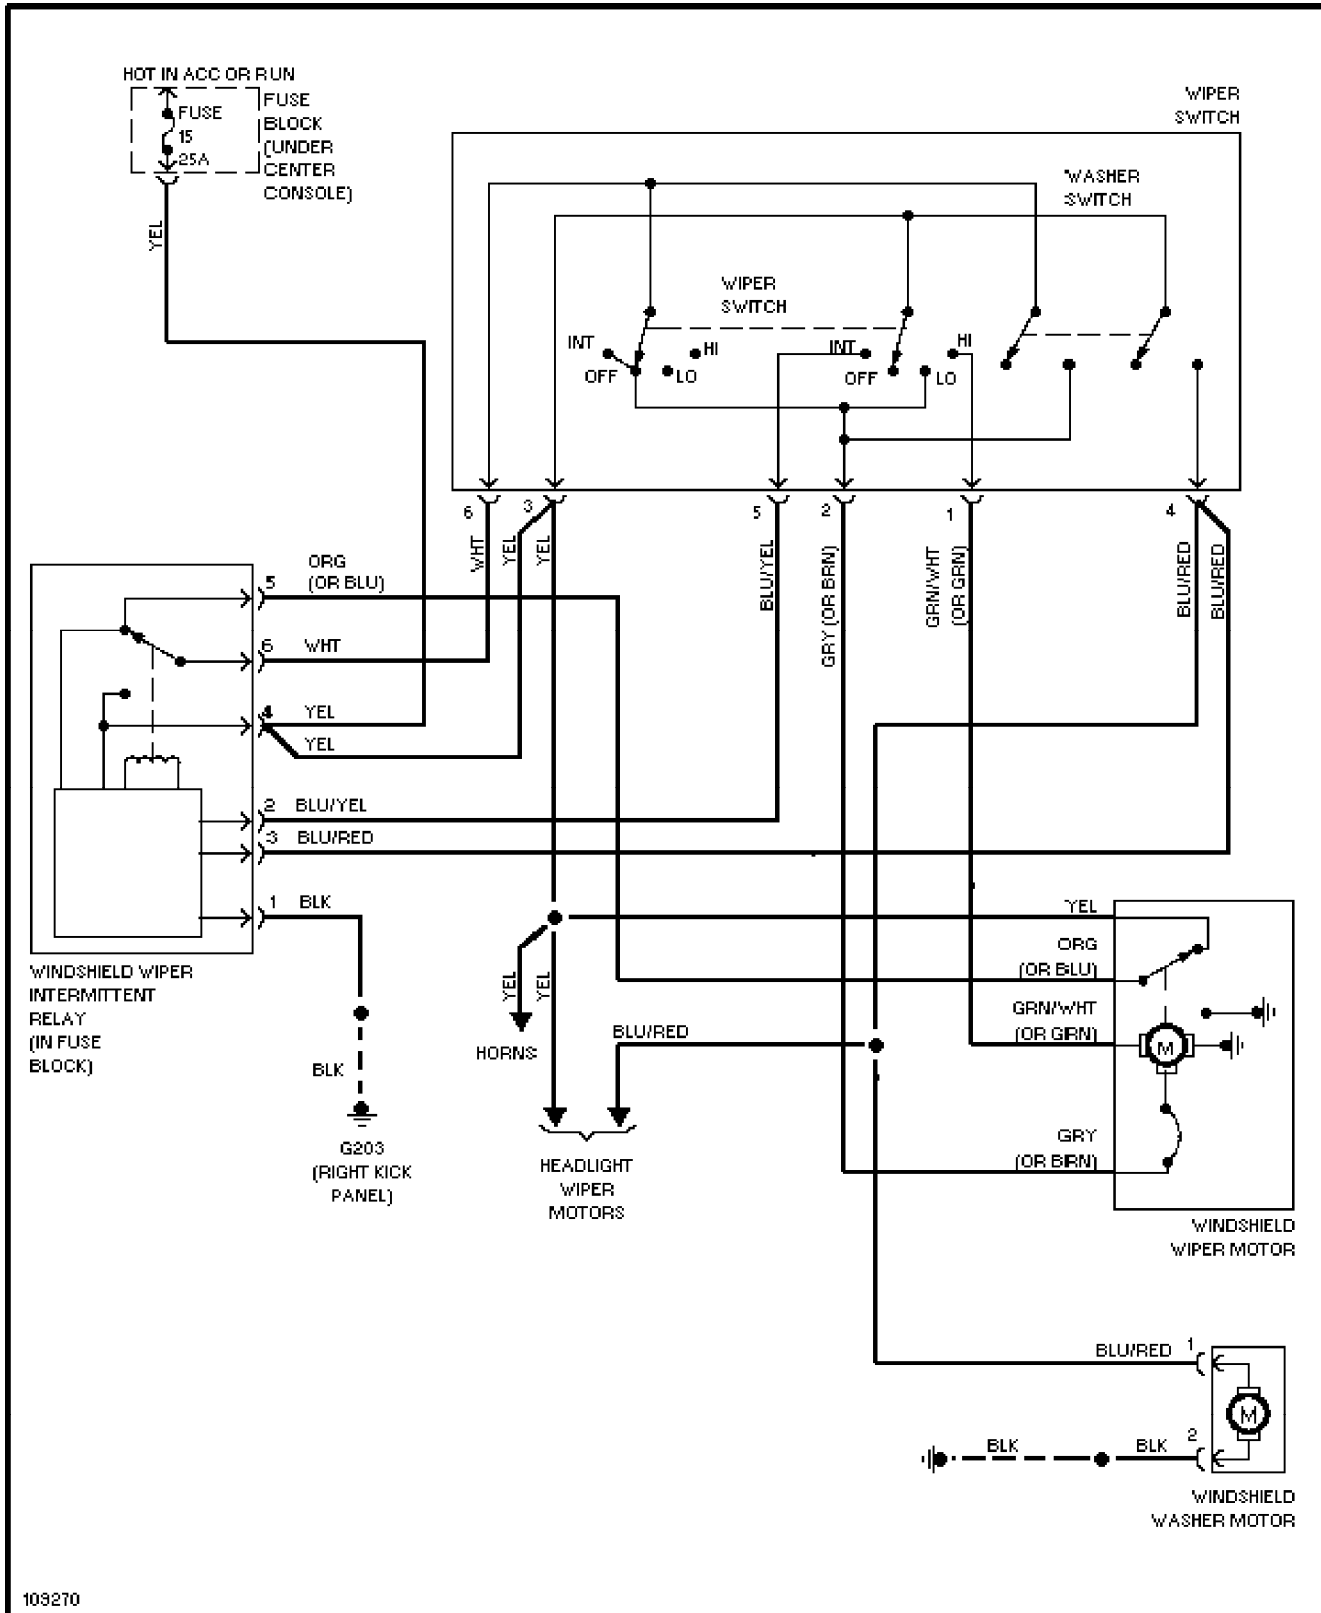 HOT IN ACC OR RUN
FUSE
15
25A
FUSE
BLOCK
(UNDER
CENTER
CONSOLE)
YEL
WIPER
SWITCH
WASHER
SWITCH
WIPER
SWITCH
INT
OFF
LO
HI
INT
OFF
LO
HI
6
3
5
2
1
4
WHT
YEL
YEL
BLU/YEL
GRY (OR BRN)
GRN/WHT
(OR GRN)
BLU/RED
BLU/RED
ORG
(OR BLU)
5
6
WHT
4
YEL
YEL
2
BLU/YEL
3
BLU/RED
1
BLK
WINDSHIELD WIPER
INTERMITTENT
RELAY
(IN FUSE
BLOCK)
BLK
G203
(RIGHT KICK
PANEL)
YEL
YEL
HORNS
BLU/RED
HEADLIGHT
WIPER
MOTORS
YEL
ORG
(OR BLU)
GRN/WHT
(OR GRN)
M
GRY
(OR BRN)
WINDSHIELD
WIPER MOTOR
BLU/RED
1
M
BLK
BLK
2
WINDSHIELD
WASHER MOTOR
109270